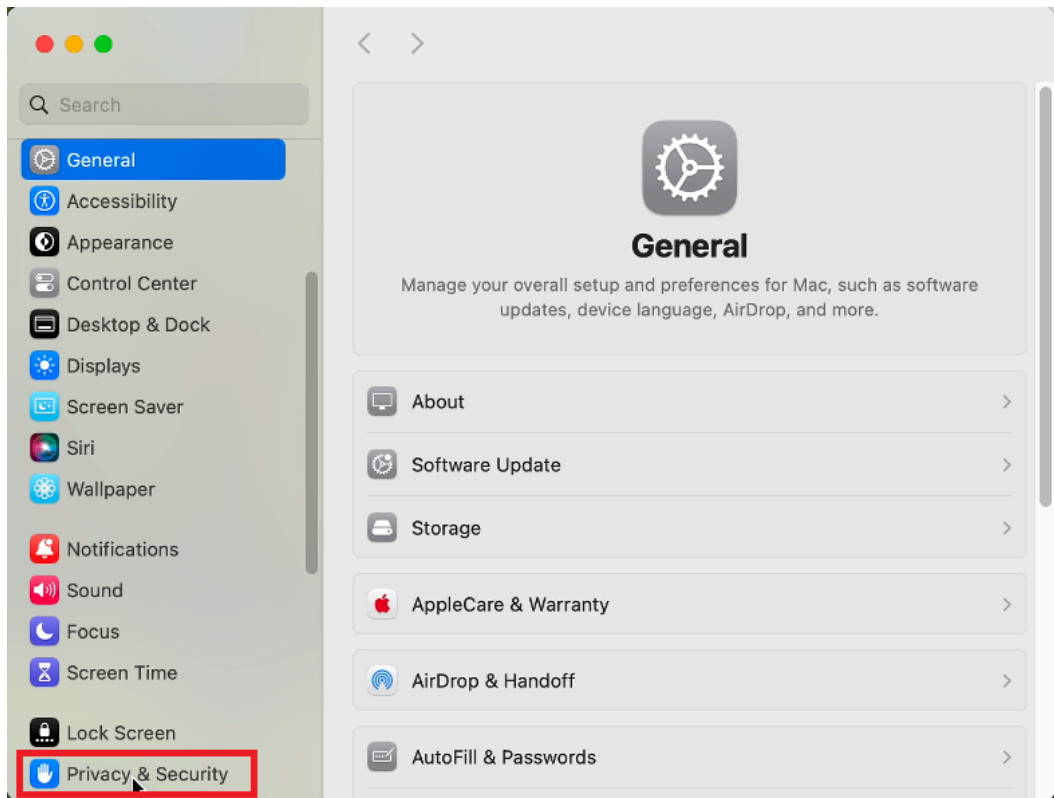 Search
General
Accessibility
Appearance
Control Center
Desktop & Dock
Displays
Screen Saver
Siri
Wallpaper
Notifications
Sound
Focus
Screen Time
Lock Screen
Privacy & Security
General
Manage your overall setup and preferences for Mac, such as software
updates, device language, AirDrop, and more.
About
Software Update
Storage
AppleCare & Warranty
AirDrop & Handoff
AutoFill & Passwords